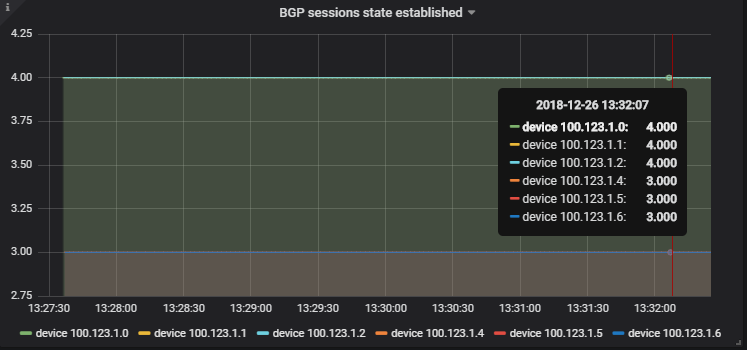 i
BGP sessions state established
4.25
4.00
3.75
3.50
3.25
3.00
2.75
2018-12-26 13:32:07
device 100.123.1.0: 4.000
device 100.123.1.1: 4.000
device 100.123.1.2: 4.000
device 100.123.1.4: 3.000
device 100.123.1.5: 3.000
device 100.123.1.6: 3.000
13:27:30 13:28:00 13:28:30 13:29:00 13:29:30 13:30:00 13:30:30 13:31:00 13:31:30 13:32:00
device 100.123.1.0 device 100.123.1.1 device 100.123.1.2 device 100.123.1.4 device 100.123.1.5 device 100.123.1.6